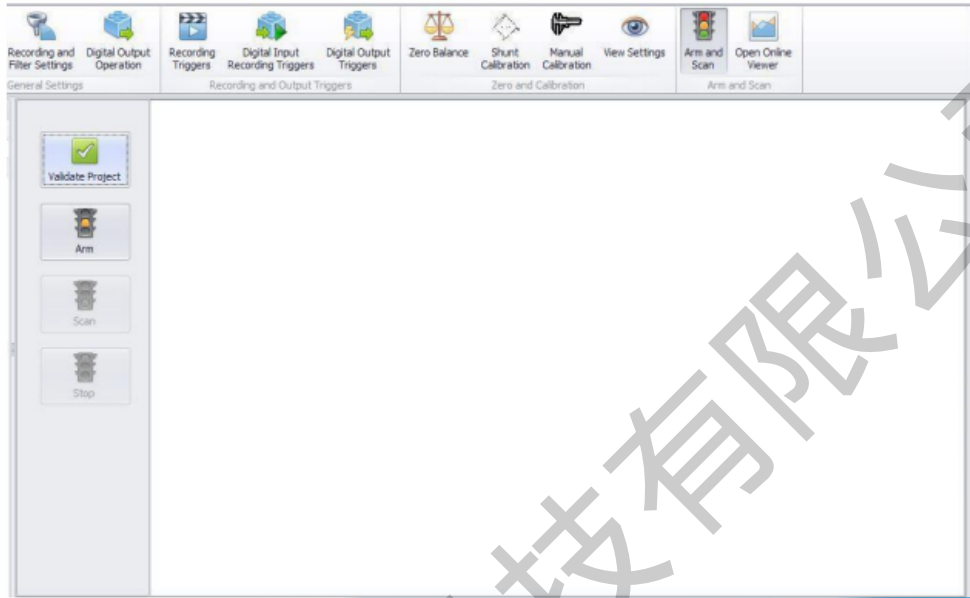 Recording and Filter Settings
Digital Output Operation
Recording Triggers
Digital Input Recording Triggers
Digital Output Triggers
Zero Balance
Shunt Calibration
Manual Calibration
View Settings
Arm and Scan
Open Online Viewer
General Settings
Recording and Output Triggers
Zero and Calibration
Arm and Scan
Validate Project
Arm
Scan
Stop
技有限公